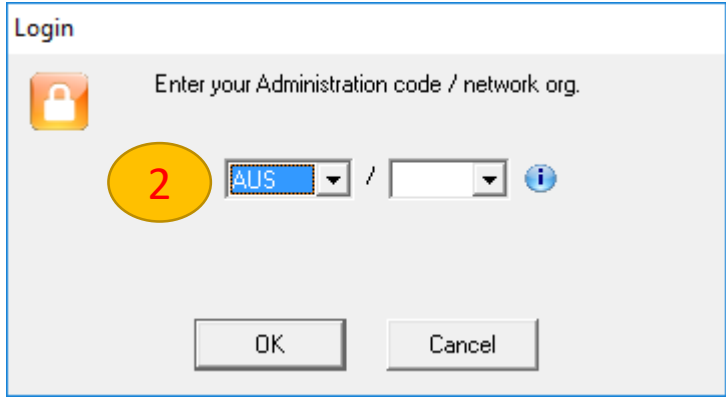 Login
Enter your Administration code / network org.
2 AUS /
OK Cancel